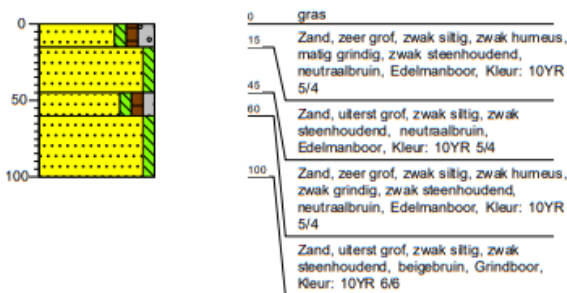 0
50
100
0 gras
15 Zand, zeer grof, zwak siltig, zwak humeus,
matig grindig, zwak steenhoudend,
neutraalbruin, Edelmanboor, Kleur: 10YR
5/4
45 Zand, uiterst grof, zwak siltig, zwak
steenhoudend, neutraalbruin,
Edelmanboor, Kleur: 10YR 5/4
60 Zand, zeer grof, zwak siltig, zwak humeus,
zwak grindig, zwak steenhoudend,
neutraalbruin, Edelmanboor, Kleur: 10YR
5/4
100 Zand, uiterst grof, zwak siltig, zwak
steenhoudend, beigebruin, Grindboor,
Kleur: 10YR 6/6